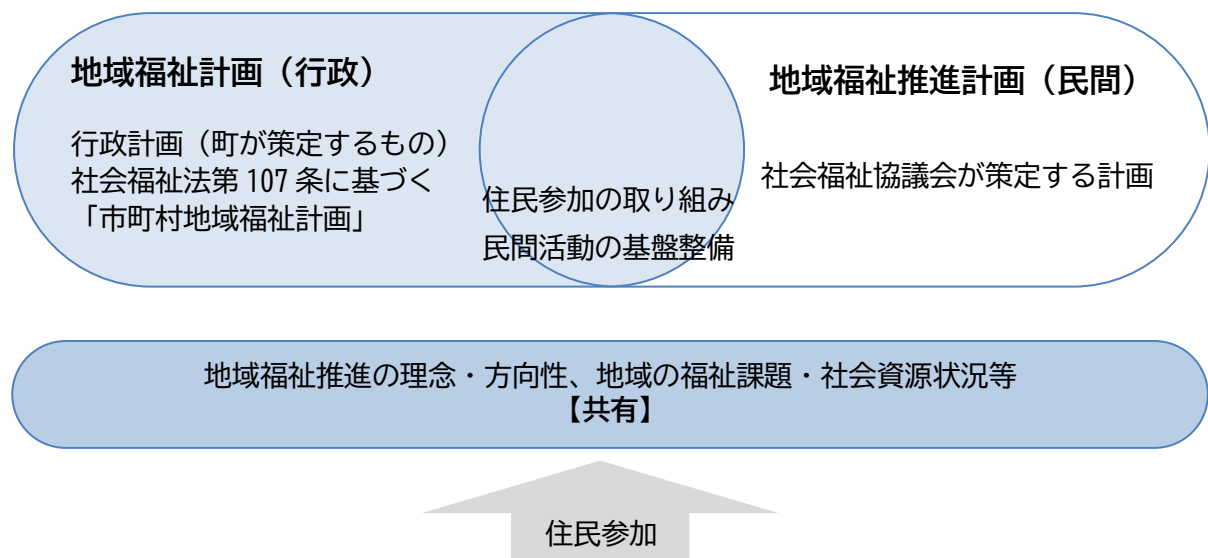 地域福祉計画（行政）
行政計画（町が策定するもの）
社会福祉法第 107 条に基づく
「市町村地域福祉計画」
住民参加の取り組み
民間活動の基盤整備
地域福祉推進計画（民間）
社会福祉協議会が策定する計画
地域福祉推進の理念・方向性、地域の福祉課題・社会資源状況等
【共有】
住民参加